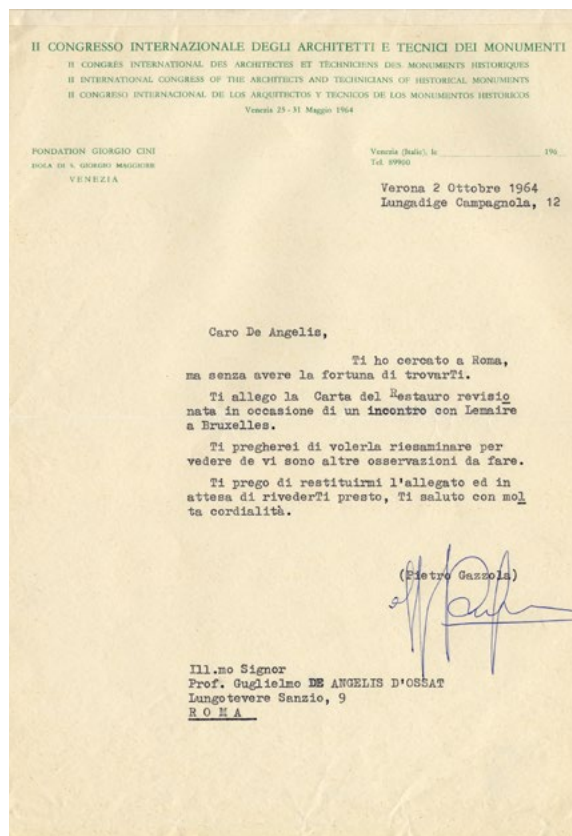 II CONGRESSO INTERNAZIONALE DEGLI ARCHITETTI E TECNICI DEI MONUMENTI
II CONGRES INTERNATIONAL DES ARCHITECTES ET TECHNICIENS DES MONUMENTS HISTORIQUES
II INTERNATIONAL CONGRESS OF THE ARCHITECTS AND TECHNICIANS OF HISTORICAL MONUMENTS
II CONGRESO INTERNACIONAL DE LOS ARQUITECTOS Y TECNICOS DE LOS MONUMENTOS HISTORICOS
Venezia 25 - 31 Maggio 1964
FONDATION GIORGIO CINI
ISOLA DI S. GIORGIO MAGGIORE
VENEZIA
Venezia (Italie), le 196
Tel. 89900
Verona 2 Ottobre 1964
Lungadige Campagnola, 12
Caro De Angelis,
Ti ho cercato a Roma,
ma senza avere la fortuna di trovarTi.
Ti allego la Carta del Restauro revisio
nata in occasione di un incontro con Lemaire
a Bruxelles.
Ti pregherei di volerla riesaminare per
vedere de vi sono altre osservazioni da fare.
Ti prego di restituirmi l'allegato ed in
attesa di rivederTi presto, Ti saluto con mol
ta cordialità.
(Pietro Gazzola)
Ill.mo Signor
Prof. Guglielmo DE ANGELIS D'OSSAT
Lungotevere Sanzio, 9
R O M A